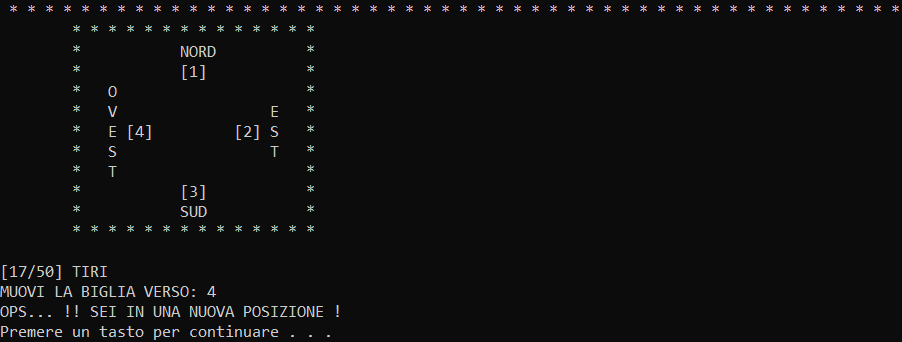 * * * * * * * * * * * * * * * * * * * * * * * * * * * * * * * * * * * * * * * * * * * * * * * * * *
* * * * * * * * * * * * * *
* NORD *
* [1] *
* O *
* V E *
* E [4] [2] S *
* S T *
* T *
* [3] *
* SUD *
* * * * * * * * * * * * * *
[17/50] TIRI
MUOVI LA BIGLIA VERSO: 4
OPS... !! SEI IN UNA NUOVA POSIZIONE !
Premere un tasto per continuare . . .